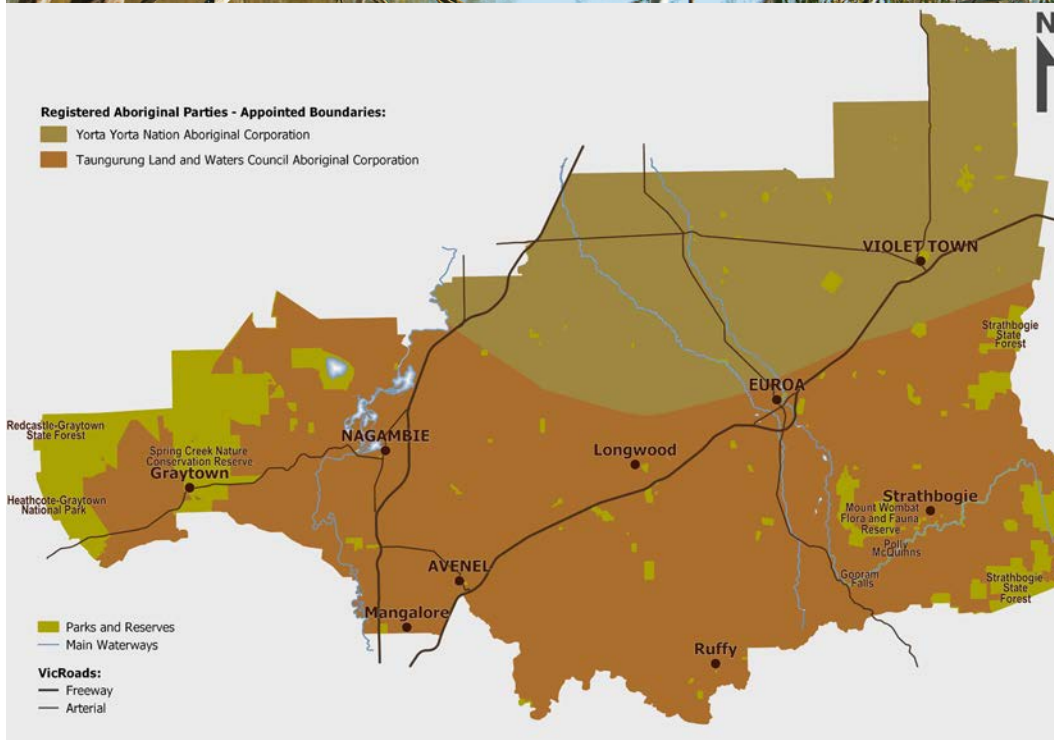 N
Registered Aboriginal Parties - Appointed Boundaries:
Yorta Yorta Nation Aboriginal Corporation
Taungurung Land and Waters Council Aboriginal Corporation
VIOLET TOWN
Strathbogie
State
Forest
EUROA
Redcastle-Graytown
State Forest
NAGAMBIE
Spring Creek Nature
Conservation Reserve
Graytown
Longwood
Heathcote-Graytown
National Park
Strathbogie
Mount Wombat
Flora and Fauna
Reserve
Polly
McQuinns
Gooram
Falls
Strathbogie
State
Forest
AVENEL
Mangalore
Ruffy
Parks and Reserves
Main Waterways
VicRoads:
Freeway
Arterial